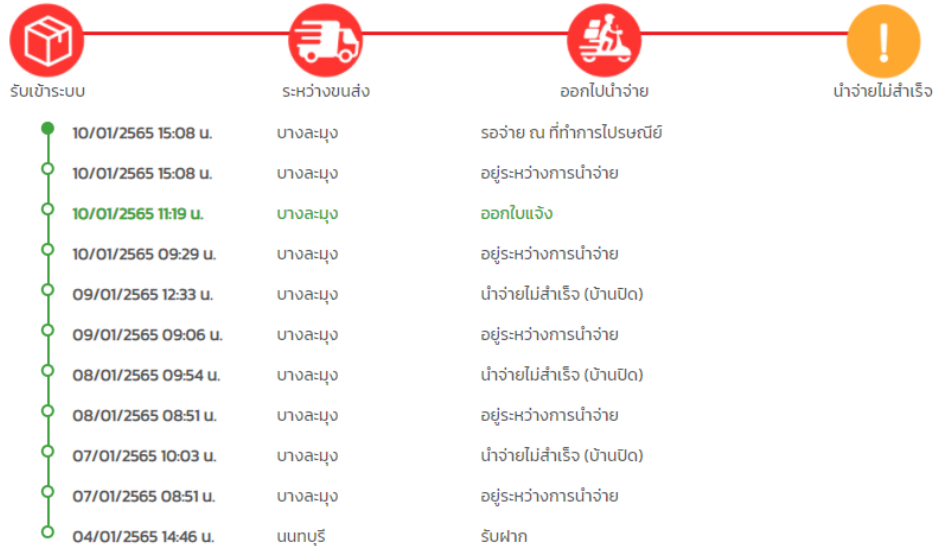 รับเข้าระบบ ระหว่างขนส่ง ออกไปนำจ่าย นำจ่ายไม่สำเร็จ
10/01/2565 15:08 น. บางละมุง รอจ่าย ณ ที่ทำการไปรษณีย์
10/01/2565 15:08 น. บางละมุง อยู่ระหว่างการนำจ่าย
10/01/2565 11:19 น. บางละมุง ออกใบแจ้ง
10/01/2565 09:29 น. บางละมุง อยู่ระหว่างการนำจ่าย
09/01/2565 12:33 น. บางละมุง นำจ่ายไม่สำเร็จ (บ้านปิด)
09/01/2565 09:06 น. บางละมุง อยู่ระหว่างการนำจ่าย
08/01/2565 09:54 น. บางละมุง นำจ่ายไม่สำเร็จ (บ้านปิด)
08/01/2565 08:51 น. บางละมุง อยู่ระหว่างการนำจ่าย
07/01/2565 10:03 น. บางละมุง นำจ่ายไม่สำเร็จ (บ้านปิด)
07/01/2565 08:51 น. บางละมุง อยู่ระหว่างการนำจ่าย
04/01/2565 14:46 น. นนทบุรี รับฝาก